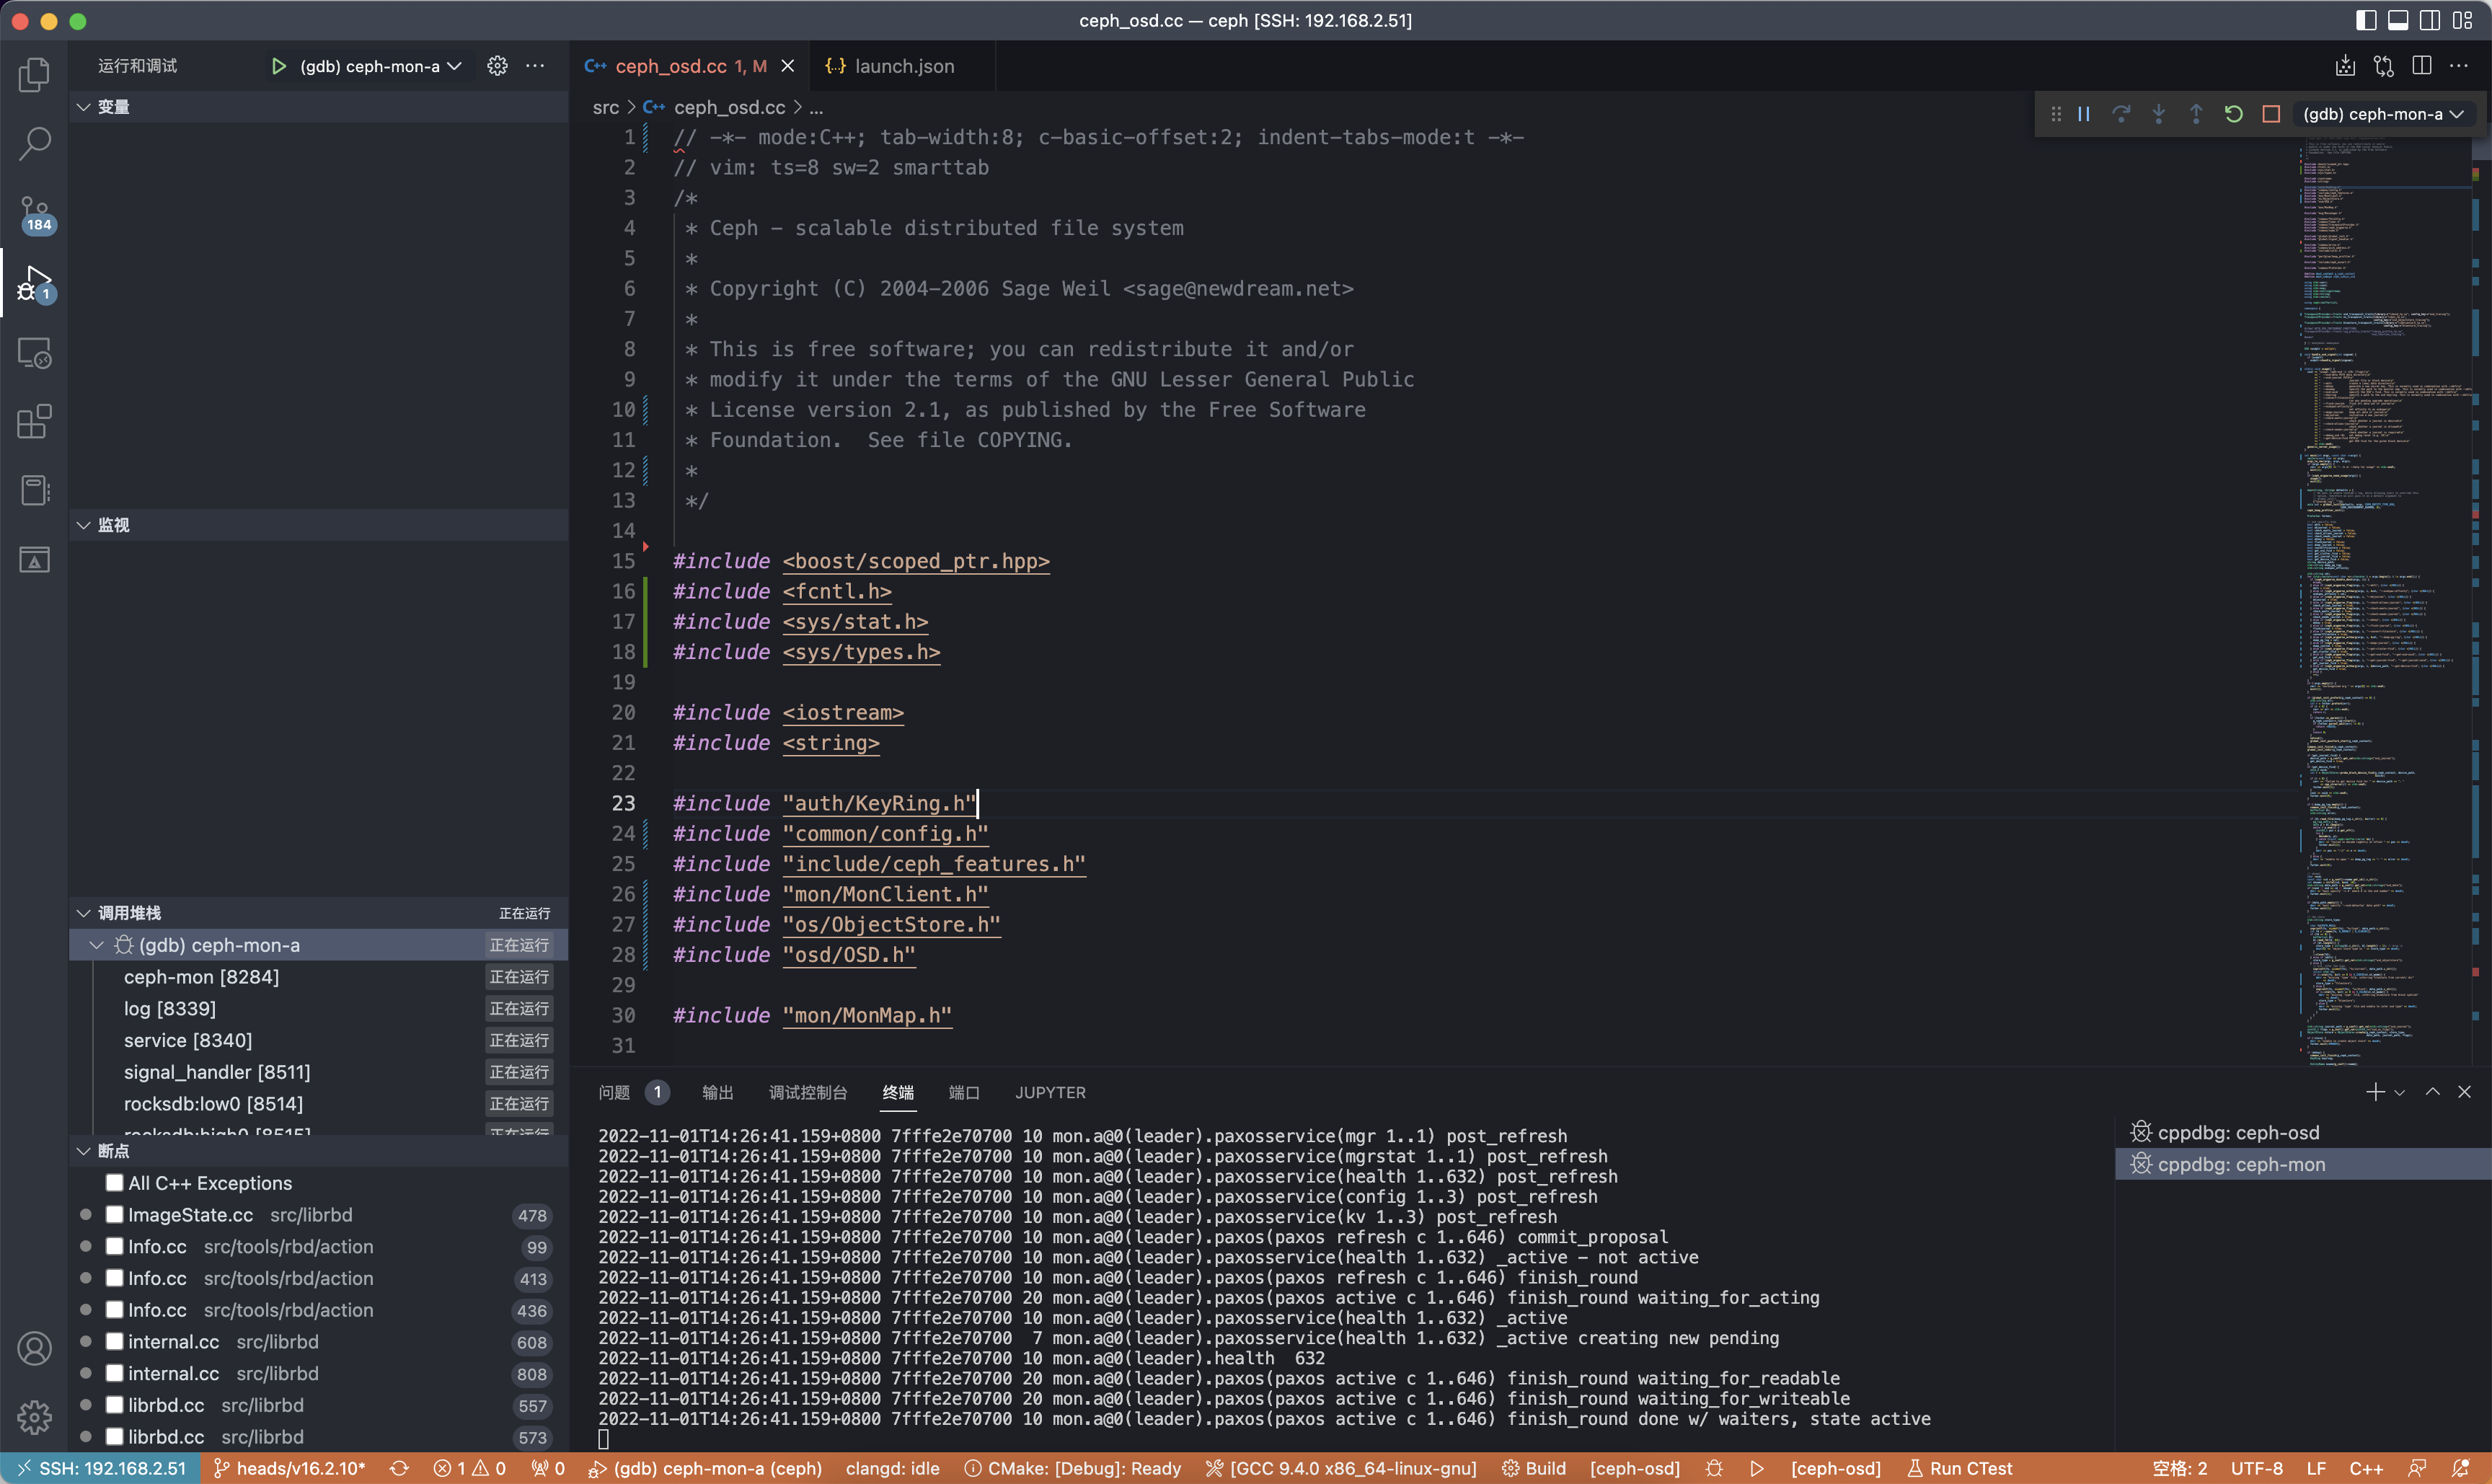 ceph_osd.cc — ceph [SSH: 192.168.2.51]
运行和调试
(gdb) ceph-mon-a
ceph_osd.cc 1, M
launch.json
184
1
变量
监视
调用堆栈 正在运行
(gdb) ceph-mon-a 正在运行
ceph-mon [8284] 正在运行
log [8339] 正在运行
service [8340] 正在运行
signal_handler [8511] 正在运行
rocksdb:low0 [8514] 正在运行
rocksdb:high0 [8515] 正在运行
断点
All C++ Exceptions
ImageState.cc src/librbd 478
Info.cc src/tools/rbd/action 99
Info.cc src/tools/rbd/action 413
Info.cc src/tools/rbd/action 436
internal.cc src/librbd 608
internal.cc src/librbd 808
librbd.cc src/librbd 557
librbd.cc src/librbd 573
src > C++ ceph_osd.cc > ...
(gdb) ceph-mon-a
1 // -*- mode:C++; tab-width:8; c-basic-offset:2; indent-tabs-mode:t -*-
2 // vim: ts=8 sw=2 smarttab
3 /*
4 * Ceph - scalable distributed file system
5 *
6 * Copyright (C) 2004-2006 Sage Weil <sage@newdream.net>
7 *
8 * This is free software; you can redistribute it and/or
9 * modify it under the terms of the GNU Lesser General Public
10 * License version 2.1, as published by the Free Software
11 * Foundation.  See file COPYING.
12 *
13 */
14
15 #include <boost/scoped_ptr.hpp>
16 #include <fcntl.h>
17 #include <sys/stat.h>
18 #include <sys/types.h>
19
20 #include <iostream>
21 #include <string>
22
23 #include "auth/KeyRing.h"
24 #include "common/config.h"
25 #include "include/ceph_features.h"
26 #include "mon/MonClient.h"
27 #include "os/ObjectStore.h"
28 #include "osd/OSD.h"
29
30 #include "mon/MonMap.h"
31
问题 1 输出 调试控制台 终端 端口 JUPYTER
2022-11-01T14:26:41.159+0800 7fffe2e70700 10 mon.a@0(leader).paxosservice(mgr 1..1) post_refresh
2022-11-01T14:26:41.159+0800 7fffe2e70700 10 mon.a@0(leader).paxosservice(mgrstat 1..1) post_refresh
2022-11-01T14:26:41.159+0800 7fffe2e70700 10 mon.a@0(leader).paxosservice(health 1..632) post_refresh
2022-11-01T14:26:41.159+0800 7fffe2e70700 10 mon.a@0(leader).paxosservice(config 1..3) post_refresh
2022-11-01T14:26:41.159+0800 7fffe2e70700 10 mon.a@0(leader).paxosservice(kv 1..3) post_refresh
2022-11-01T14:26:41.159+0800 7fffe2e70700 10 mon.a@0(leader).paxos(paxos refresh c 1..646) commit_proposal
2022-11-01T14:26:41.159+0800 7fffe2e70700 10 mon.a@0(leader).paxosservice(health 1..632) _active - not active
2022-11-01T14:26:41.159+0800 7fffe2e70700 10 mon.a@0(leader).paxos(paxos refresh c 1..646) finish_round
2022-11-01T14:26:41.159+0800 7fffe2e70700 20 mon.a@0(leader).paxos(paxos active c 1..646) finish_round waiting_for_acting
2022-11-01T14:26:41.159+0800 7fffe2e70700 10 mon.a@0(leader).paxosservice(health 1..632) _active
2022-11-01T14:26:41.159+0800 7fffe2e70700  7 mon.a@0(leader).paxosservice(health 1..632) _active creating new pending
2022-11-01T14:26:41.159+0800 7fffe2e70700 10 mon.a@0(leader).health  632
2022-11-01T14:26:41.159+0800 7fffe2e70700 20 mon.a@0(leader).paxos(paxos active c 1..646) finish_round waiting_for_readable
2022-11-01T14:26:41.159+0800 7fffe2e70700 20 mon.a@0(leader).paxos(paxos active c 1..646) finish_round waiting_for_writeable
2022-11-01T14:26:41.159+0800 7fffe2e70700 10 mon.a@0(leader).paxos(paxos active c 1..646) finish_round done w/ waiters, state active
cppdbg: ceph-osd
cppdbg: ceph-mon
SSH: 192.168.2.51 heads/v16.2.10* 1 0 0 (gdb) ceph-mon-a (ceph) clangd: idle CMake: [Debug]: Ready [GCC 9.4.0 x86_64-linux-gnu] Build [ceph-osd] [ceph-osd] Run CTest 空格: 2 UTF-8 LF C++